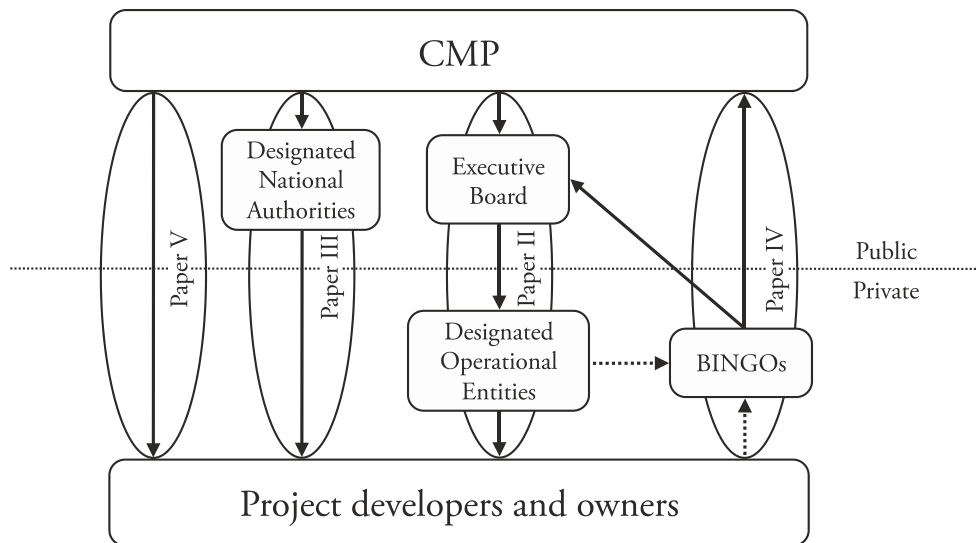 CMP
Designated
National
Authorities
Executive
Board
Paper V
Paper III
Paper II
Paper IV
Public
Private
Designated
Operational
Entities
BINGOs
Project developers and owners